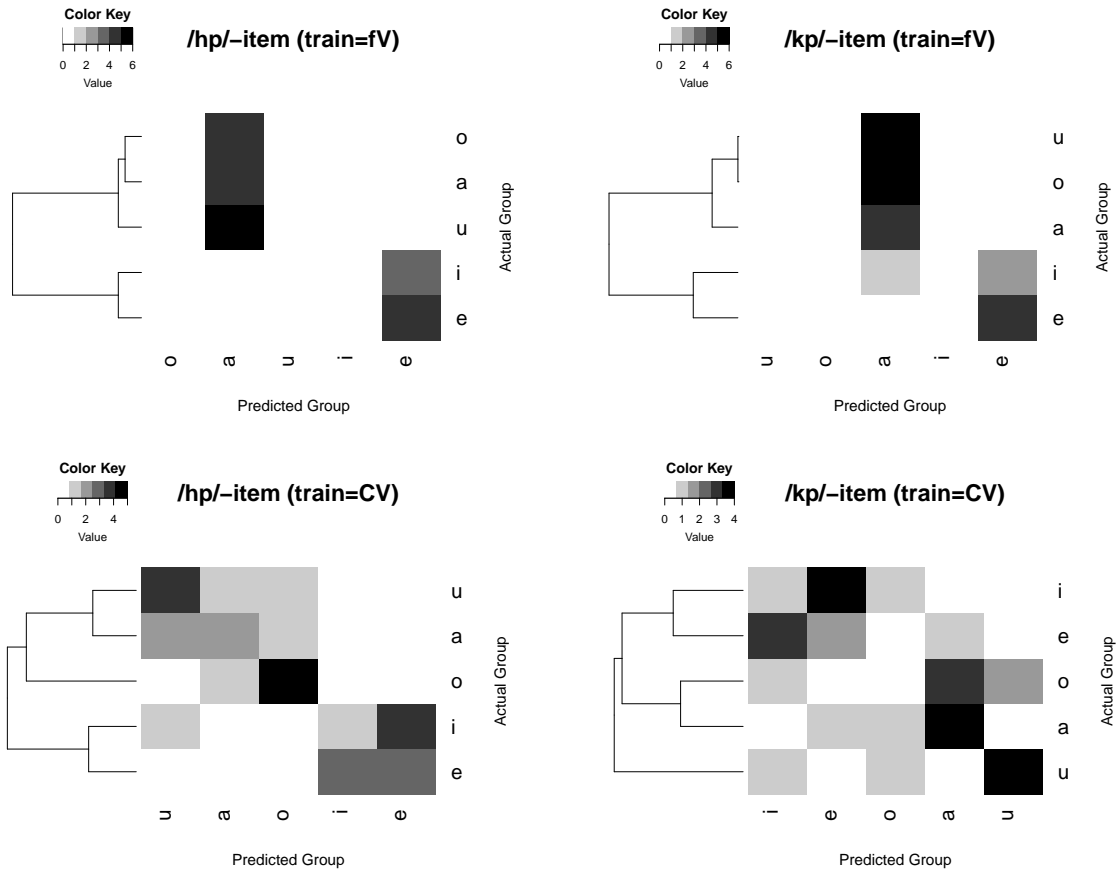 Color Key
0 2 4 6
Value
/hp/−item (train=fV)
o
a
u
i
e
Actual Group
o a u i e
Predicted Group
Color Key
0 2 4 6
Value
/kp/−item (train=fV)
u
o
a
i
e
Actual Group
u o a i e
Predicted Group
Color Key
0 2 4
Value
/hp/−item (train=CV)
u
a
o
i
e
Actual Group
u a o i e
Predicted Group
Color Key
0 1 2 3 4
Value
/kp/−item (train=CV)
i
e
o
a
u
Actual Group
i e o a u
Predicted Group